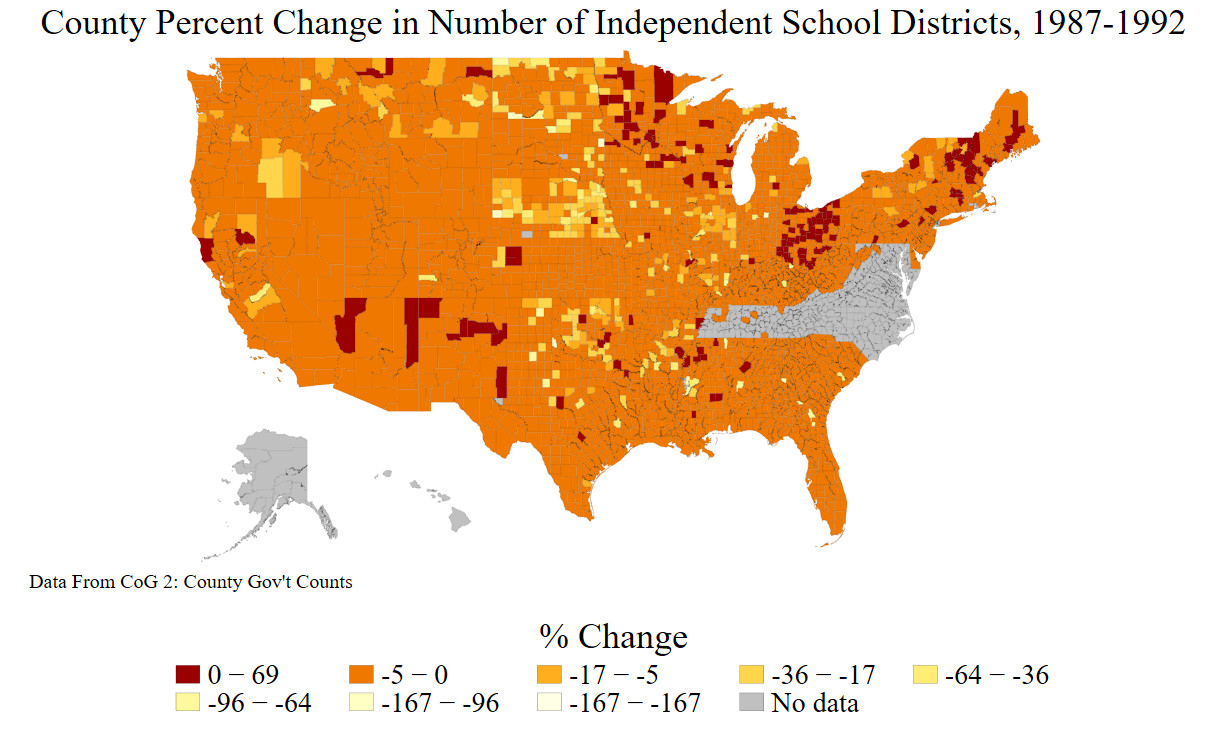 County Percent Change in Number of Independent School Districts, 1987-1992
Data From CoG 2: County Gov't Counts
% Change
0 – 69 -5 – 0 -17 – -5 -36 – -17 -64 – -36
-96 – -64 -167 – -96 -167 – -167 No data